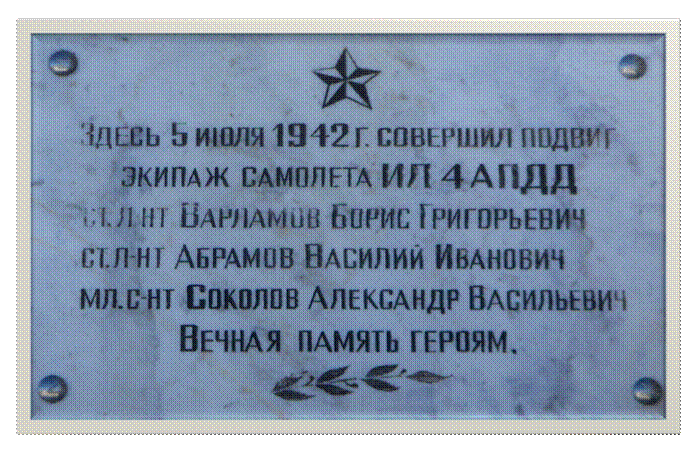 Здесь 5 июля 1942 г. совершил подвиг
экипаж самолета ИЛ 4 АПДД
ст.л-нт Варламов Борис Григорьевич
ст.л-нт Абрамов Василий Иванович
мл.с-нт Соколов Александр Васильевич
Вечная память героям.